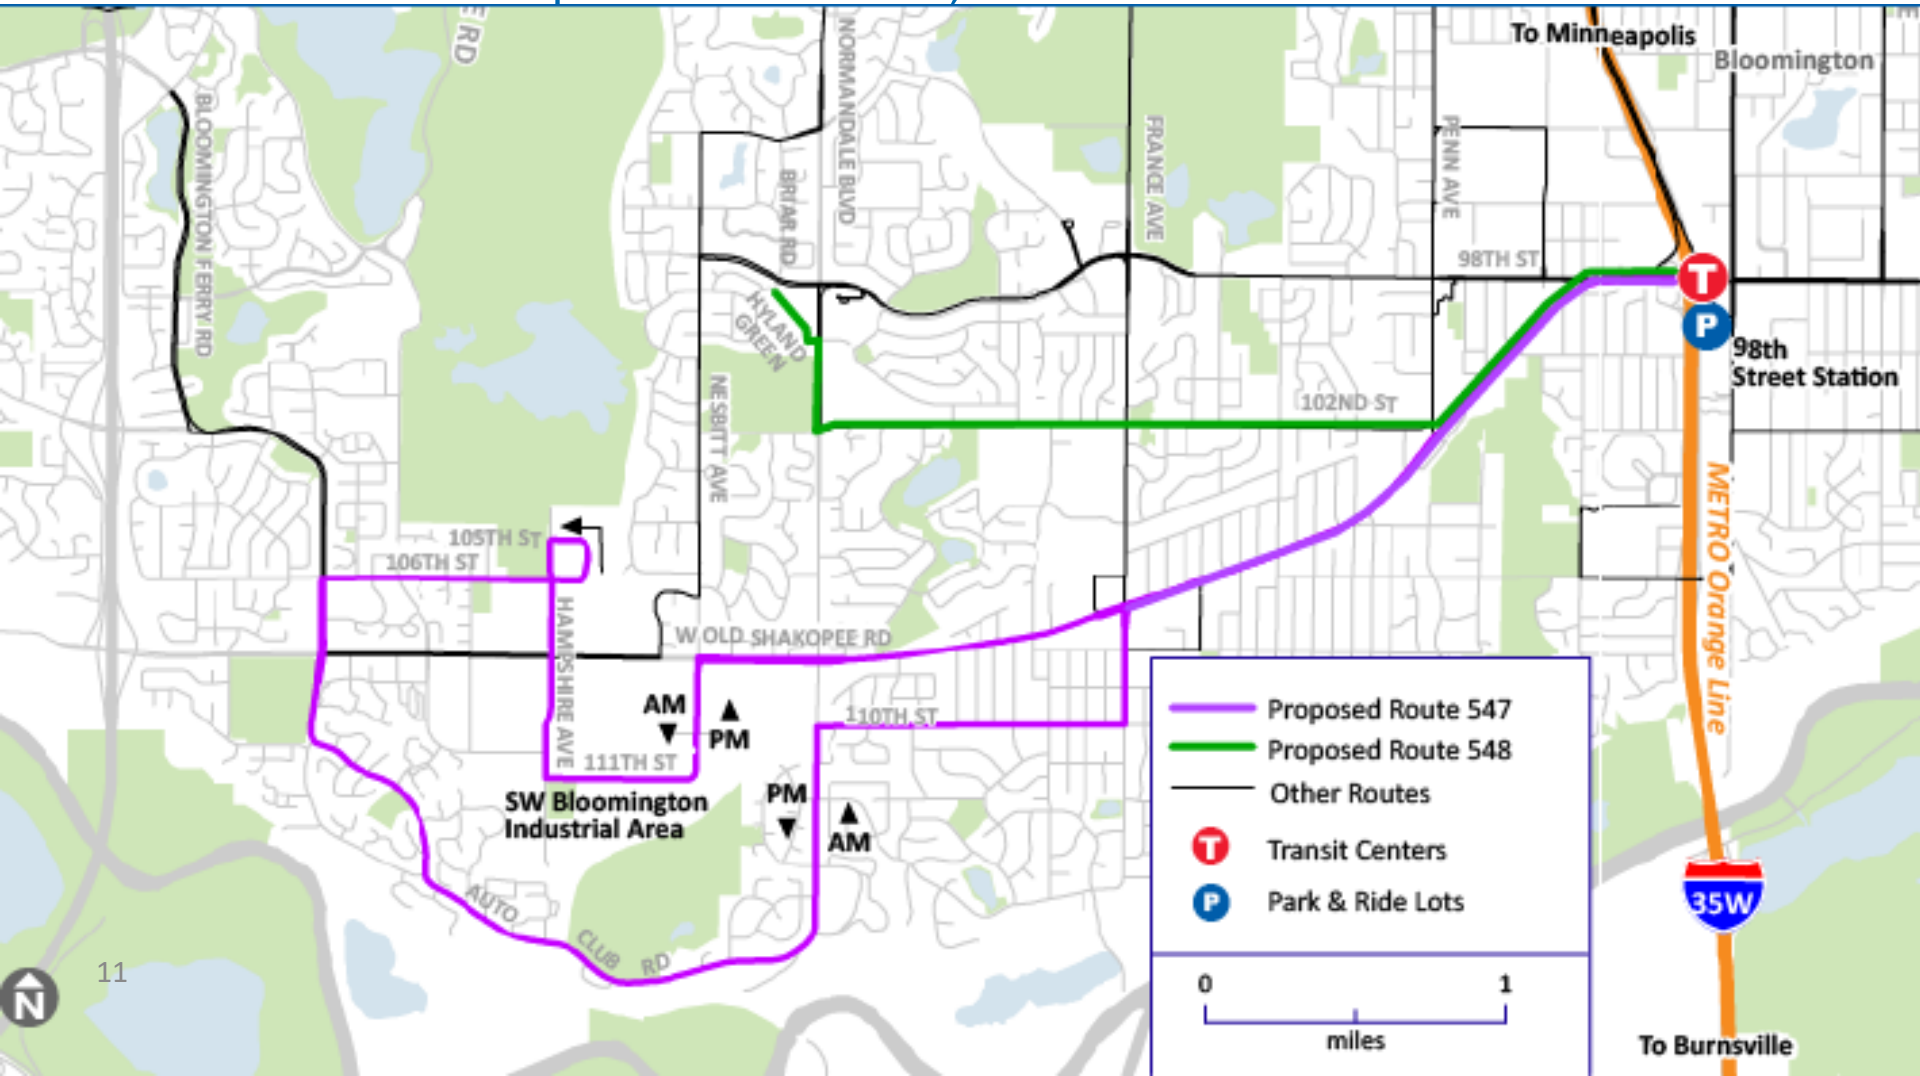 E RD
NORMANDALE BLVD
To Minneapolis
Bloomington
BLOOMINGTON FERRY RD
BRIAR RD
FRANCE AVE
PENN AVE
98TH ST
T
P
98th
Street Station
HYLAND
GREEN
NESBITT AVE
102ND ST
METRO Orange Line
105TH ST
106TH ST
HAMPSHIRE AVE
W OLD SHAKOPEE RD
AM
PM
110TH ST
111TH ST
SW Bloomington
Industrial Area
PM
AM
AUTO
CLUB
RD
Proposed Route 547
Proposed Route 548
Other Routes
T Transit Centers
P Park & Ride Lots
0 1
miles
35W
11
N
To Burnsville